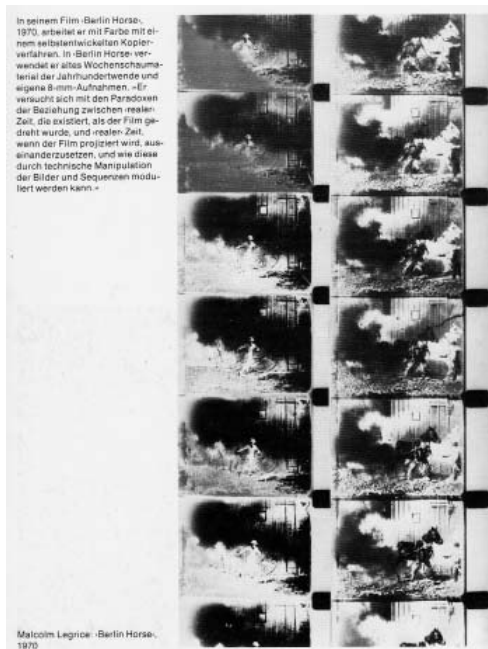 In seinem Film ›Berlin Horse‹,
1970, arbeitet er mit Farbe mit ei-
nem selbstentwickelten Kopier-
verfahren. In ›Berlin Horse‹ ver-
wendet er altes Wochenschauma-
terial der Jahrhundertwende und
eigene 8-mm-Aufnahmen. »Er
versucht sich mit den Paradoxen
der Beziehung zwischen ›realer‹
Zeit, die existiert, als der Film ge-
dreht wurde, und ›realer‹ Zeit,
wenn der Film projiziert wird, aus-
einanderzusetzen, und wie diese
durch technische Manipulation
der Bilder und Sequenzen modu-
liert werden kann.«
Malcolm Legrice: ›Berlin Horse‹,
1970